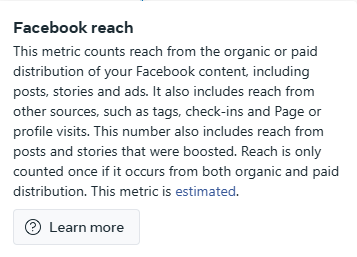 Facebook reach
This metric counts reach from the organic or paid
distribution of your Facebook content, including
posts, stories and ads. It also includes reach from
other sources, such as tags, check-ins and Page or
profile visits. This number also includes reach from
posts and stories that were boosted. Reach is only
counted once if it occurs from both organic and paid
distribution. This metric is estimated.
Learn more